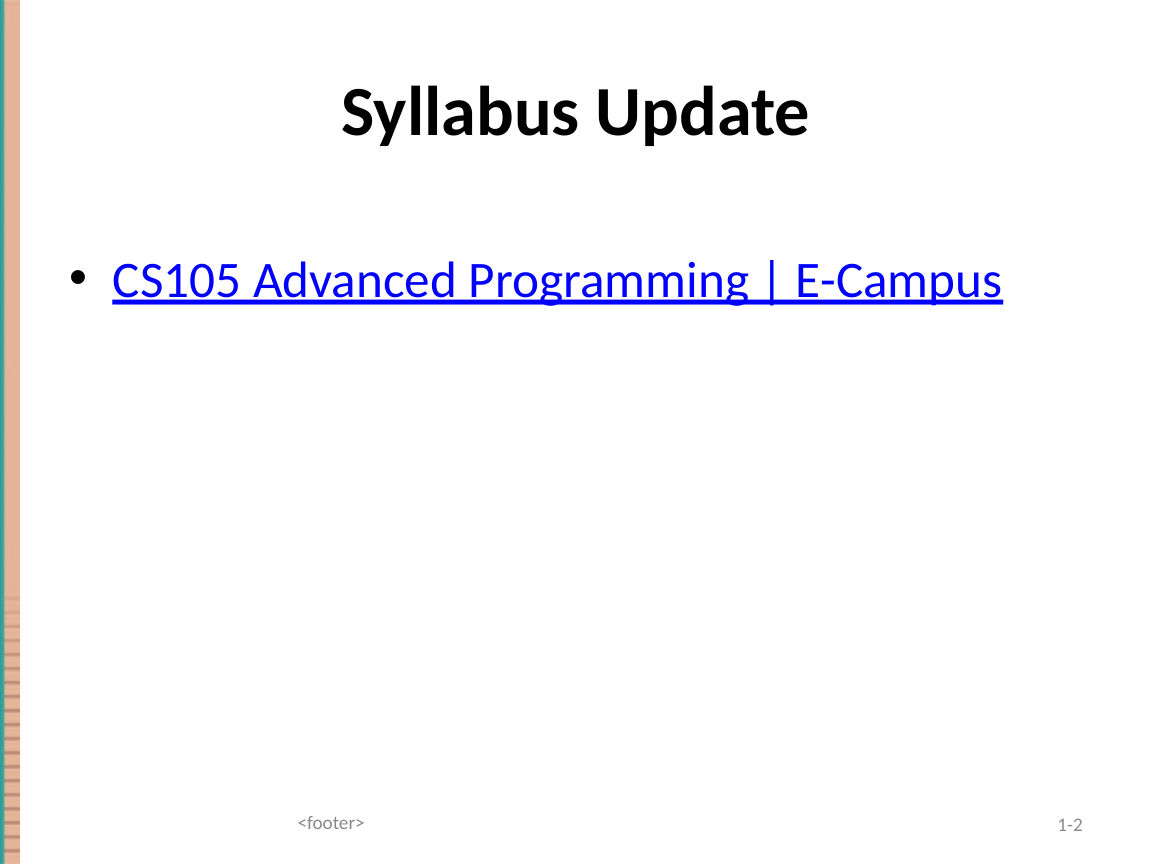 Syllabus Update
• CS105 Advanced Programming | E-Campus
<footer>
1-2